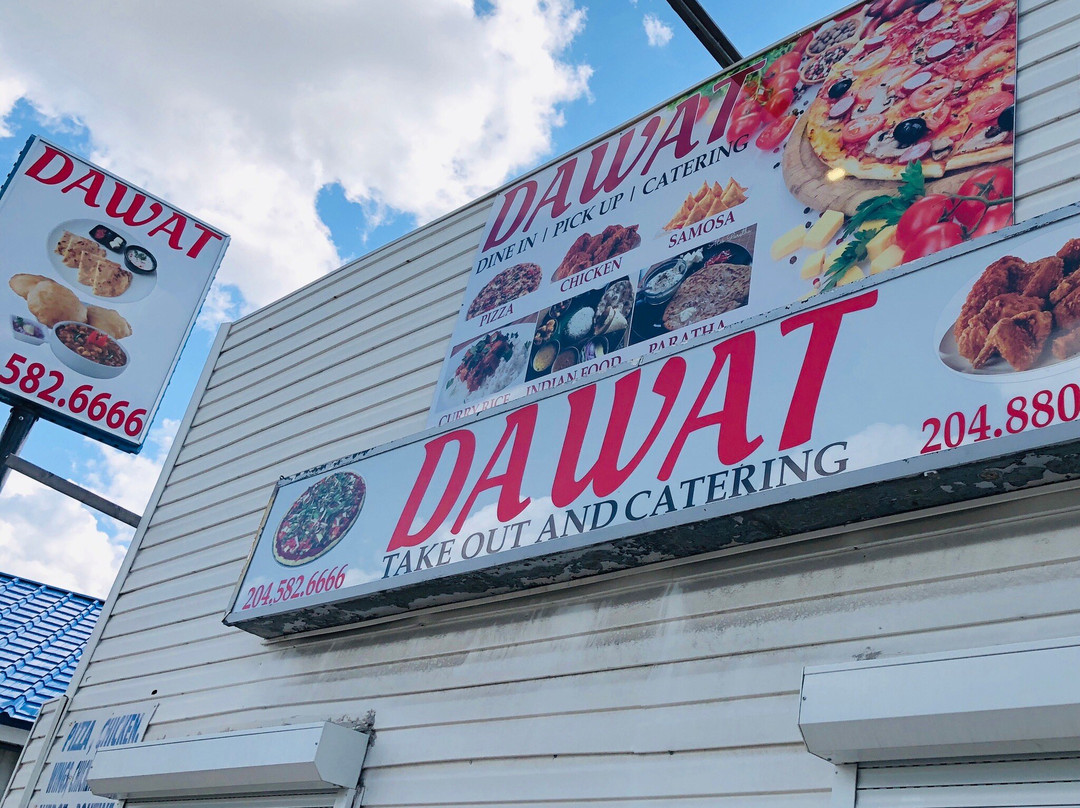 DAWAT
582.6666
DAWAT
DINE IN | PICK UP | CATERING
SAMOSA
CHICKEN
PIZZA
PARATHA
INDIAN FOOD
CURRY RICE
DAWAT
TAKE OUT AND CATERING
204.582.6666
204.880
PIZZA, CHICKEN,
WINGS,